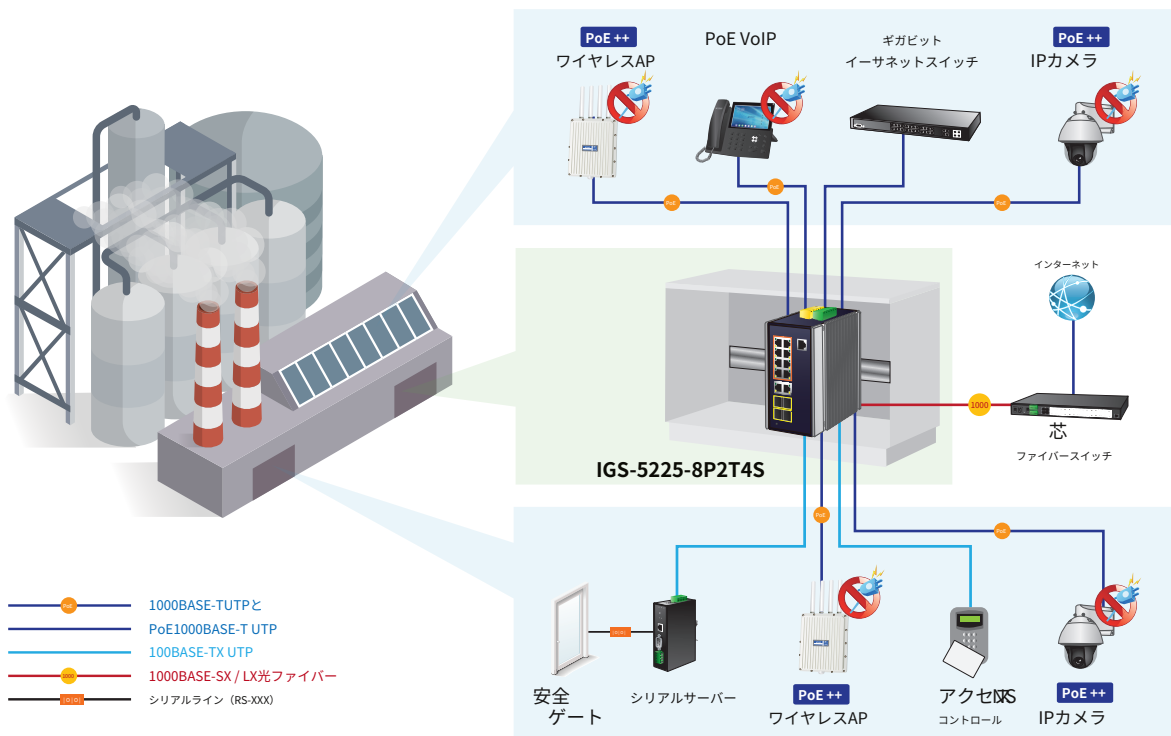 PoE ++
ワイヤレスAP
PoE VoIP
ギガビット
イーサネットスイッチ
PoE ++
IPカメラ
PoE
PoE
PoE
インターネット
1000
芯
ファイバースイッチ
IGS-5225-8P2T4S
PoE
PoE
安全
ゲート
シリアルサーバー
PoE ++
ワイヤレスAP
コントロール
PoE ++
IPカメラ
PoE
1000BASE-TUTPと
PoE1000BASE-T UTP
100BASE-TX UTP
1000
1000BASE-SX / LX光ファイバー
シリアルライン（RS-XXX）